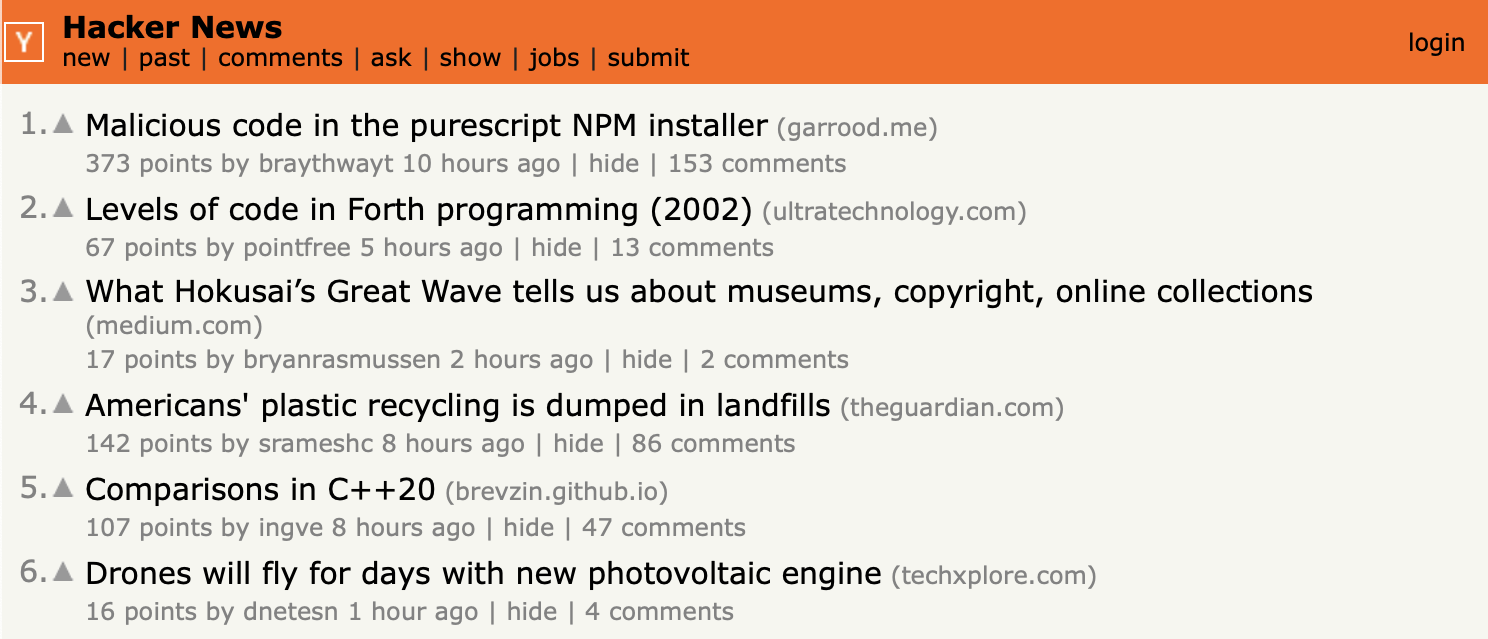 Y
Hacker News
new | past | comments | ask | show | jobs | submit
login
1. ▲ Malicious code in the purescript NPM installer (garrood.me)
373 points by braythwayt 10 hours ago | hide | 153 comments
2. ▲ Levels of code in Forth programming (2002) (ultratechnology.com)
67 points by pointfree 5 hours ago | hide | 13 comments
3. ▲ What Hokusai’s Great Wave tells us about museums, copyright, online collections
(medium.com)
17 points by bryanrasmussen 2 hours ago | hide | 2 comments
4. ▲ Americans' plastic recycling is dumped in landfills (theguardian.com)
142 points by srameshc 8 hours ago | hide | 86 comments
5. ▲ Comparisons in C++20 (brevzin.github.io)
107 points by ingve 8 hours ago | hide | 47 comments
6. ▲ Drones will fly for days with new photovoltaic engine (techxplore.com)
16 points by dnetesn 1 hour ago | hide | 4 comments